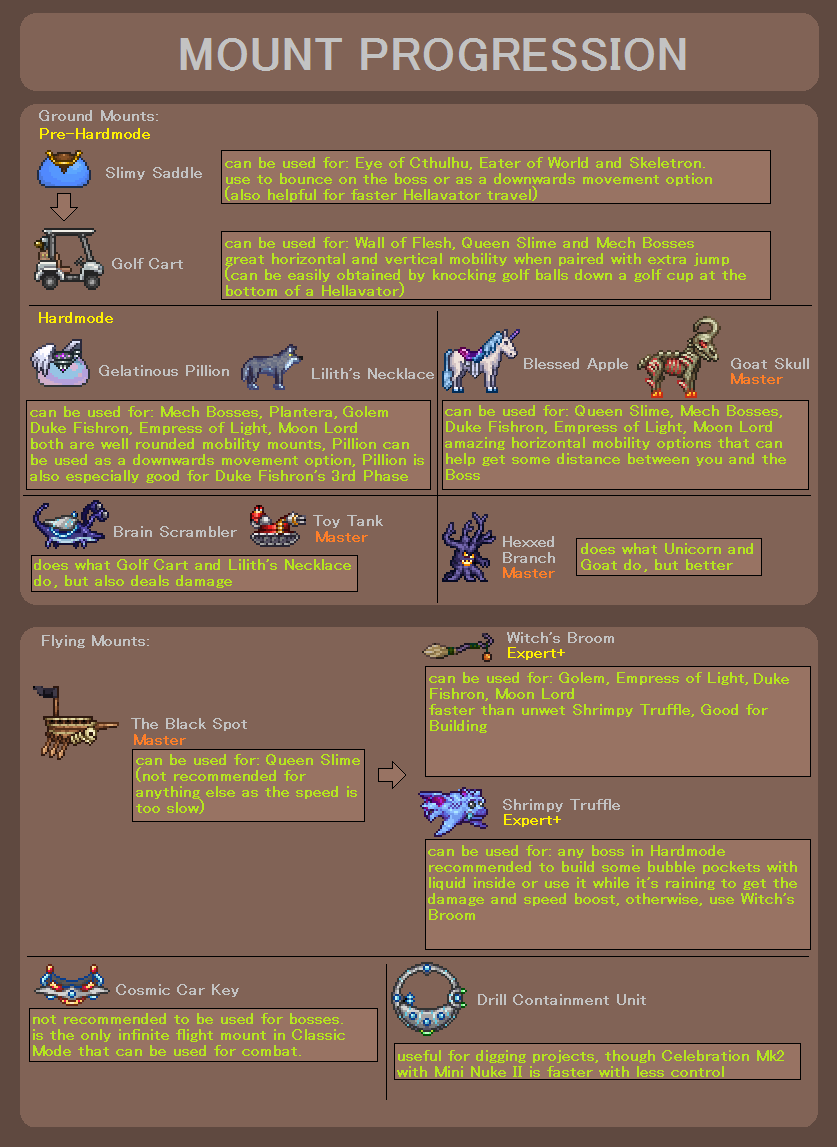 MOUNT PROGRESSION
Ground Mounts:
Pre-Hardmode
Slimy Saddle
can be used for: Eye of Cthulhu, Eater of World and Skeletron.
use to bounce on the boss or as a downwards movement option
(also helpful for faster Hellavator travel)
Golf Cart
can be used for: Wall of Flesh, Queen Slime and Mech Bosses
great horizontal and vertical mobility when paired with extra jump
(can be easily obtained by knocking golf balls down a golf cup at the
bottom of a Hellavator)
Hardmode
Gelatinous Pillion
Lilith's Necklace
can be used for: Mech Bosses, Plantera, Golem
Duke Fishron, Empress of Light, Moon Lord
both are well rounded mobility mounts, Pillion can
be used as a downwards movement option, Pillion is
also especially good for Duke Fishron's 3rd Phase
Blessed Apple
Goat Skull
Master
can be used for: Queen Slime, Mech Bosses,
Duke Fishron, Empress of Light, Moon Lord
amazing horizontal mobility options that can
help get some distance between you and the
Boss
Brain Scrambler
Toy Tank
Master
does what Golf Cart and Lilith's Necklace
do, but also deals damage
Hexxed
Branch
Master
does what Unicorn and
Goat do, but better
Flying Mounts:
The Black Spot
Master
can be used for: Queen Slime
(not recommended for
anything else as the speed is
too slow)
Witch's Broom
Expert+
can be used for: Golem, Empress of Light, Duke
Fishron, Moon Lord
faster than unwet Shrimpy Truffle, Good for
Building
Shrimpy Truffle
Expert+
can be used for: any boss in Hardmode
recommended to build some bubble pockets with
liquid inside or use it while it's raining to get the
damage and speed boost, otherwise, use Witch's
Broom
Cosmic Car Key
not recommended to be used for bosses.
is the only infinite flight mount in Classic
Mode that can be used for combat.
Drill Containment Unit
useful for digging projects, though Celebration Mk2
with Mini Nuke II is faster with less control